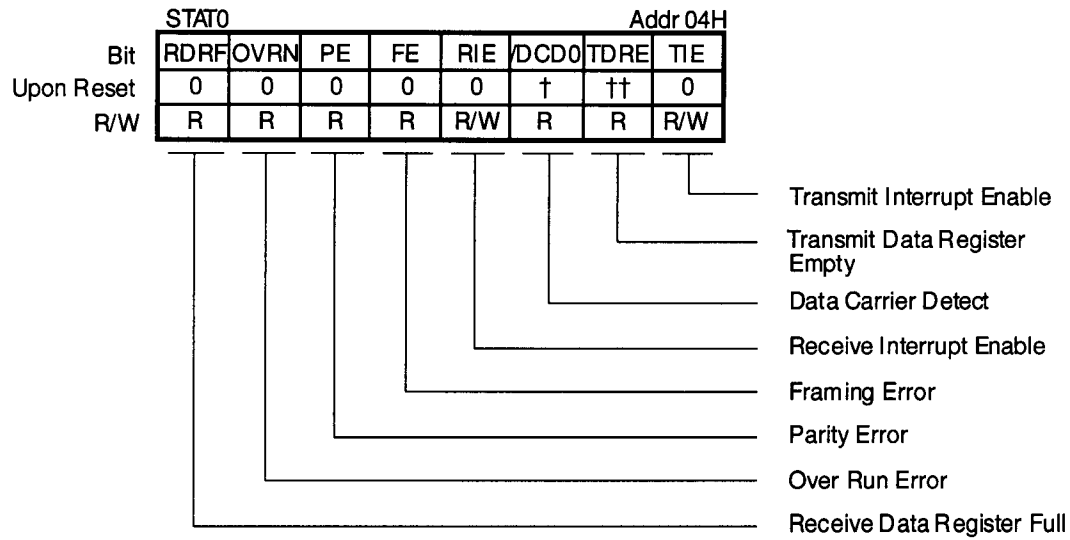 STAT0 Addr 04H
Bit RDRF OVRN PE FE RIE /DCD0 TDRE TIE
Upon Reset 0 0 0 0 0 † †† 0
R/W R R R R R/W R R R/W
Transmit Interrupt Enable
Transmit Data Register
Empty
Data Carrier Detect
Receive Interrupt Enable
Framing Error
Parity Error
Over Run Error
Receive Data Register Full